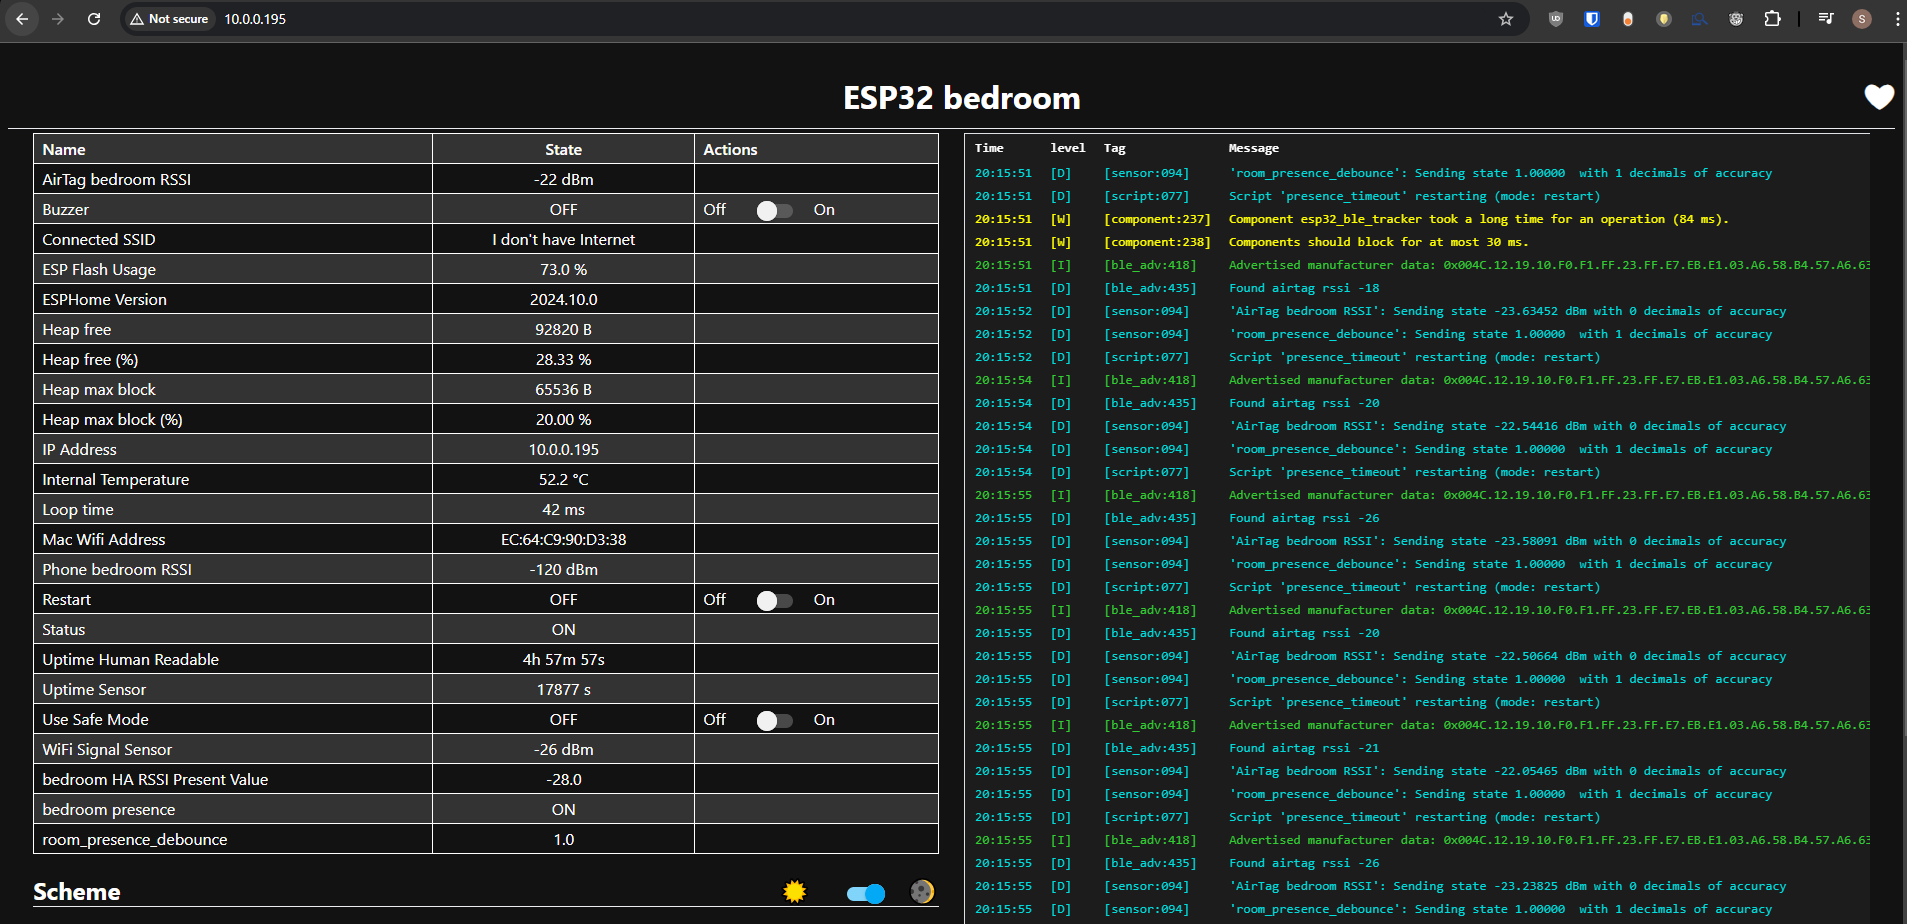 Not secure 10.0.0.195
S
ESP32 bedroom
Name State Actions
AirTag bedroom RSSI -22 dBm
Buzzer OFF Off On
Connected SSID I don't have Internet
ESP Flash Usage 73.0 %
ESPHome Version 2024.10.0
Heap free 92820 B
Heap free (%) 28.33 %
Heap max block 65536 B
Heap max block (%) 20.00 %
IP Address 10.0.0.195
Internal Temperature 52.2 °C
Loop time 42 ms
Mac Wifi Address EC:64:C9:90:D3:38
Phone bedroom RSSI -120 dBm
Restart OFF Off On
Status ON
Uptime Human Readable 4h 57m 57s
Uptime Sensor 17877 s
Use Safe Mode OFF Off On
WiFi Signal Sensor -26 dBm
bedroom HA RSSI Present Value -28.0
bedroom presence ON
room_presence_debounce 1.0
Scheme
Time level Tag Message
20:15:51 [D] [sensor:094] 'room_presence_debounce': Sending state 1.00000  with 1 decimals of accuracy
20:15:51 [D] [script:077] Script 'presence_timeout' restarting (mode: restart)
20:15:51 [W] [component:237] Component esp32_ble_tracker took a long time for an operation (84 ms).
20:15:51 [W] [component:238] Components should block for at most 30 ms.
20:15:51 [I] [ble_adv:418] Advertised manufacturer data: 0x004C.12.19.10.F0.F1.FF.23.FF.E7.EB.E1.03.A6.58.B4.57.A6.63
20:15:51 [D] [ble_adv:435] Found airtag rssi -18
20:15:52 [D] [sensor:094] 'AirTag bedroom RSSI': Sending state -23.63452 dBm with 0 decimals of accuracy
20:15:52 [D] [sensor:094] 'room_presence_debounce': Sending state 1.00000  with 1 decimals of accuracy
20:15:52 [D] [script:077] Script 'presence_timeout' restarting (mode: restart)
20:15:54 [I] [ble_adv:418] Advertised manufacturer data: 0x004C.12.19.10.F0.F1.FF.23.FF.E7.EB.E1.03.A6.58.B4.57.A6.63
20:15:54 [D] [ble_adv:435] Found airtag rssi -20
20:15:54 [D] [sensor:094] 'AirTag bedroom RSSI': Sending state -22.54416 dBm with 0 decimals of accuracy
20:15:54 [D] [sensor:094] 'room_presence_debounce': Sending state 1.00000  with 1 decimals of accuracy
20:15:54 [D] [script:077] Script 'presence_timeout' restarting (mode: restart)
20:15:55 [I] [ble_adv:418] Advertised manufacturer data: 0x004C.12.19.10.F0.F1.FF.23.FF.E7.EB.E1.03.A6.58.B4.57.A6.63
20:15:55 [D] [ble_adv:435] Found airtag rssi -26
20:15:55 [D] [sensor:094] 'AirTag bedroom RSSI': Sending state -23.58091 dBm with 0 decimals of accuracy
20:15:55 [D] [sensor:094] 'room_presence_debounce': Sending state 1.00000  with 1 decimals of accuracy
20:15:55 [D] [script:077] Script 'presence_timeout' restarting (mode: restart)
20:15:55 [I] [ble_adv:418] Advertised manufacturer data: 0x004C.12.19.10.F0.F1.FF.23.FF.E7.EB.E1.03.A6.58.B4.57.A6.63
20:15:55 [D] [ble_adv:435] Found airtag rssi -20
20:15:55 [D] [sensor:094] 'AirTag bedroom RSSI': Sending state -22.50664 dBm with 0 decimals of accuracy
20:15:55 [D] [sensor:094] 'room_presence_debounce': Sending state 1.00000  with 1 decimals of accuracy
20:15:55 [D] [script:077] Script 'presence_timeout' restarting (mode: restart)
20:15:55 [I] [ble_adv:418] Advertised manufacturer data: 0x004C.12.19.10.F0.F1.FF.23.FF.E7.EB.E1.03.A6.58.B4.57.A6.63
20:15:55 [D] [ble_adv:435] Found airtag rssi -21
20:15:55 [D] [sensor:094] 'AirTag bedroom RSSI': Sending state -22.05465 dBm with 0 decimals of accuracy
20:15:55 [D] [sensor:094] 'room_presence_debounce': Sending state 1.00000  with 1 decimals of accuracy
20:15:55 [D] [script:077] Script 'presence_timeout' restarting (mode: restart)
20:15:55 [I] [ble_adv:418] Advertised manufacturer data: 0x004C.12.19.10.F0.F1.FF.23.FF.E7.EB.E1.03.A6.58.B4.57.A6.63
20:15:55 [D] [ble_adv:435] Found airtag rssi -26
20:15:55 [D] [sensor:094] 'AirTag bedroom RSSI': Sending state -23.23825 dBm with 0 decimals of accuracy
20:15:55 [D] [sensor:094] 'room_presence_debounce': Sending state 1.00000  with 1 decimals of accuracy